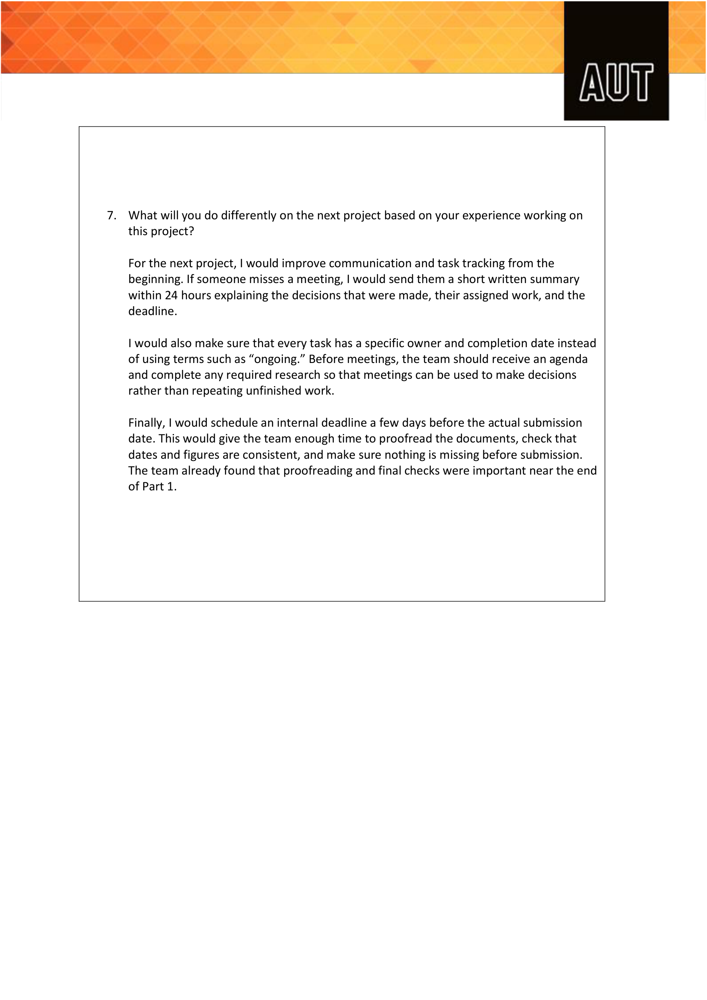 AUT
7. What will you do differently on the next project based on your experience working on
this project?
For the next project, I would improve communication and task tracking from the
beginning. If someone misses a meeting, I would send them a short written summary
within 24 hours explaining the decisions that were made, their assigned work, and the
deadline.
I would also make sure that every task has a specific owner and completion date instead
of using terms such as “ongoing.” Before meetings, the team should receive an agenda
and complete any required research so that meetings can be used to make decisions
rather than repeating unfinished work.
Finally, I would schedule an internal deadline a few days before the actual submission
date. This would give the team enough time to proofread the documents, check that
dates and figures are consistent, and make sure nothing is missing before submission.
The team already found that proofreading and final checks were important near the end
of Part 1.